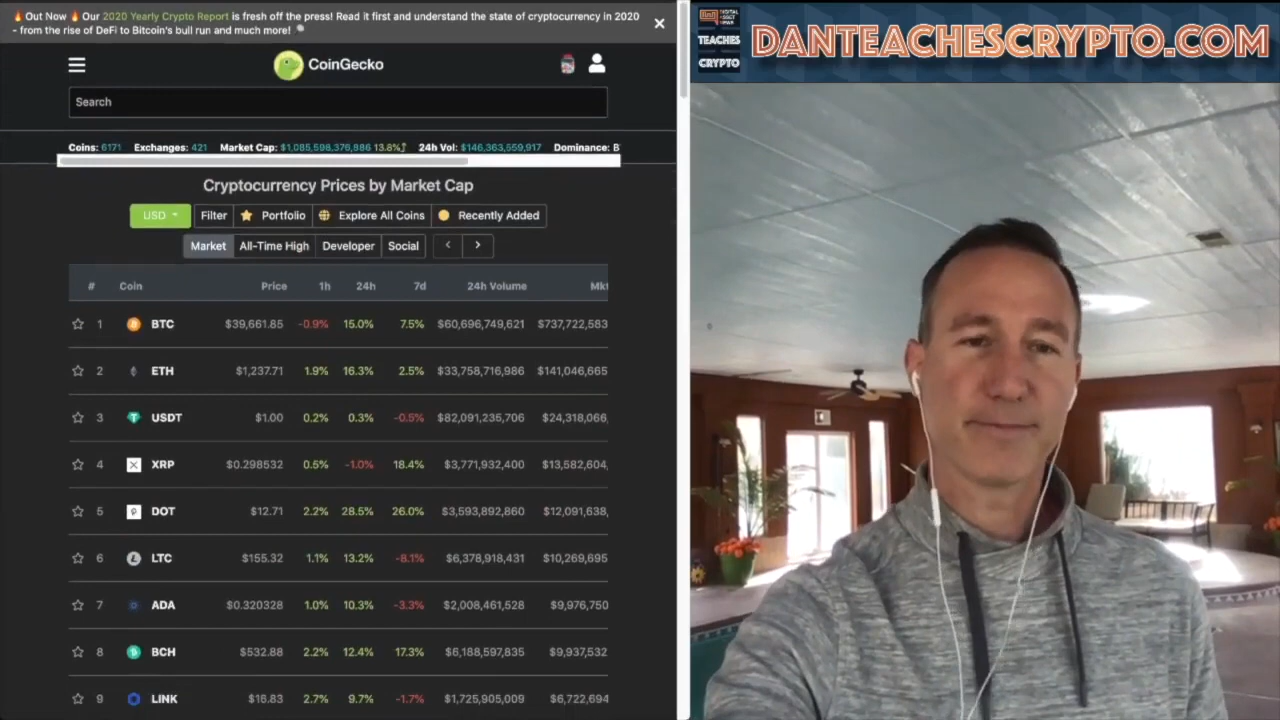 🔥Out Now 🔥Our 2020 Yearly Crypto Report is fresh off the press! Read it first and understand the state of cryptocurrency in 2020
– from the rise of DeFi to Bitcoin's bull run and much more!
CoinGecko
Search
Coins: 6171 Exchanges: 421 Market Cap: $1,085,598,376,886 13.8% 24h Vol: $146,363,559,917 Dominance: B
Cryptocurrency Prices by Market Cap
USD Filter Portfolio Explore All Coins Recently Added
Market All-Time High Developer Social
# Coin Price 1h 24h 7d 24h Volume Mkt
1 BTC $39,661.85 -0.9% 15.0% 7.5% $60,696,749,621 $737,722,583
2 ETH $1,237.71 1.9% 16.3% 2.5% $33,758,716,986 $141,046,665
3 USDT $1.00 0.2% 0.3% -0.5% $82,091,235,706 $24,318,066,
4 XRP $0.298532 0.5% -1.0% 18.4% $3,771,932,400 $13,582,604,
5 DOT $12.71 2.2% 28.5% 26.0% $3,593,892,860 $12,091,638,
6 LTC $155.32 1.1% 13.2% -8.1% $6,378,918,431 $10,269,695
7 ADA $0.320328 1.0% 10.3% -3.3% $2,008,461,528 $9,976,750
8 BCH $532.88 2.2% 12.4% 17.3% $6,188,597,835 $9,937,532
9 LINK $16.83 2.7% 9.7% -1.7% $1,725,905,009 $6,722,694
DIGITAL
ASSET
NEWS
TEACHES
CRYPTO
DANTEACHESCRYPTO.COM